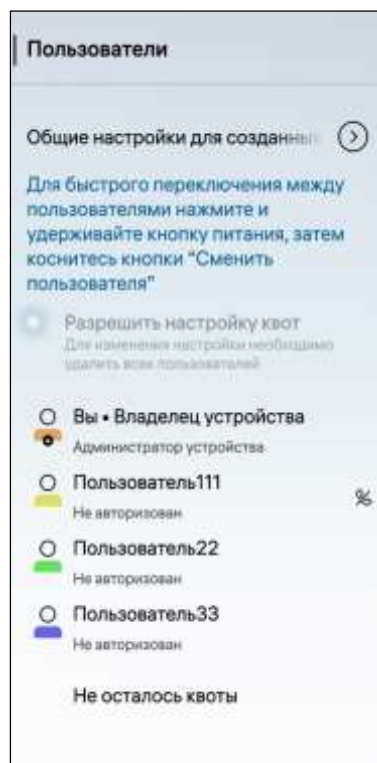 Пользователи
Общие настройки для созданны
Для быстрого переключения между
пользователями нажмите и
удерживайте кнопку питания, затем
коснитесь кнопки "Сменить
пользователя"
Разрешить настройку квот
Для изменения настройки необходимо
удалить всех пользователей
Вы • Владелец устройства
Администратор устройства
Пользователь111
Не авторизован
Пользователь22
Не авторизован
Пользователь33
Не авторизован
Не осталось квоты